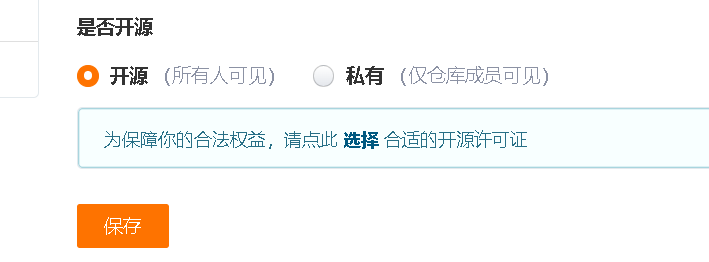 是否开源
开源 （所有人可见） 私有 （仅仓库成员可见）
为保障你的合法权益，请点此 选择 合适的开源许可证
保存